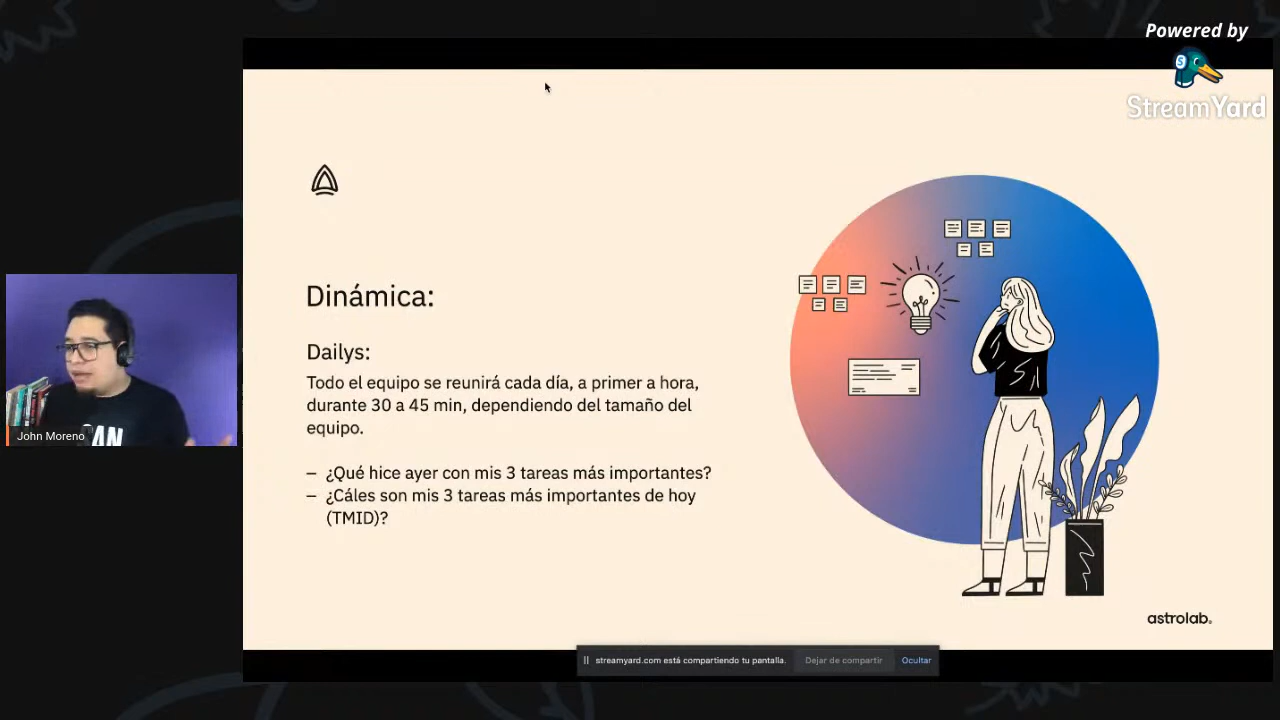 Powered by
StreamYard
Dinámica:
Dailys:
Todo el equipo se reunirá cada día, a primer a hora,
durante 30 a 45 min, dependiendo del tamaño del
equipo.
– ¿Qué hice ayer con mis 3 tareas más importantes?
– ¿Cáles son mis 3 tareas más importantes de hoy
(TMID)?
John Moreno
AN
astrolab.
streamyard.com está compartiendo tu pantalla.
Dejar de compartir
Ocultar